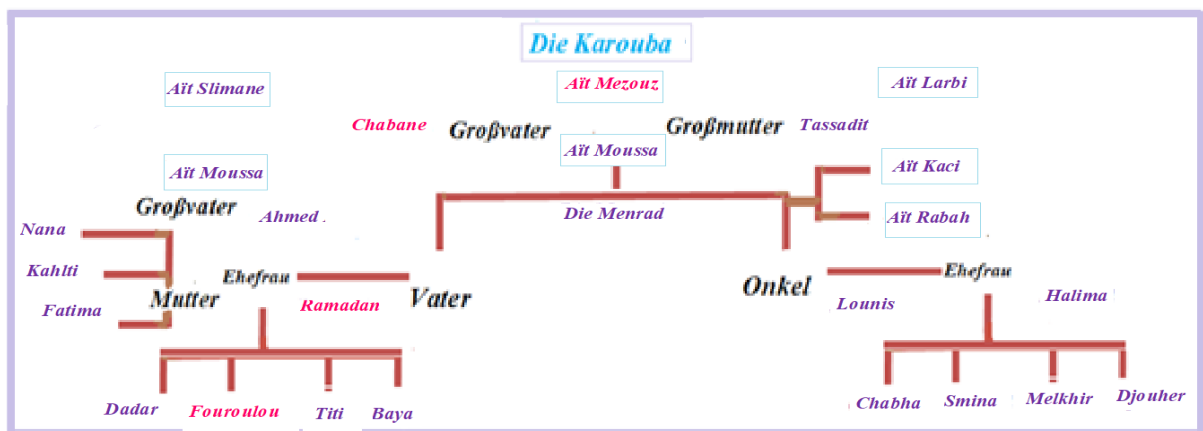 Die Karouba
Aït Slimane
Aït Mezouz
Aït Larbi
Chabane
Großvater
Großmutter
Tassadit
Aït Moussa
Aït Moussa
Aït Kaci
Großvater
Ahmed .
Die Menrad
Aït Rabah
Nana
Kahlti
Ehefrau
Onkel
Ehefrau
Fatima
Mutter
Ramadan
Vater
Lounis
Halima
Dadar
Fouroulou
Titi
Baya
Chabha
Smina
Melkhir
Djouher